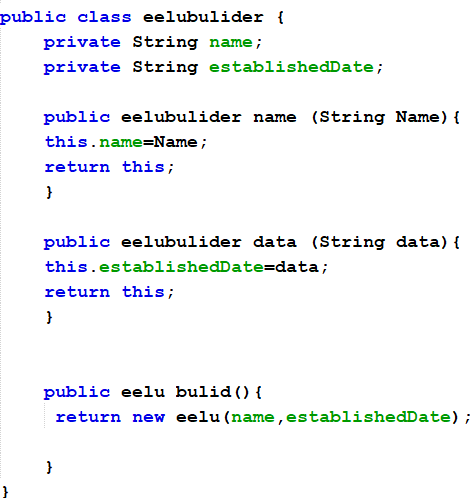 public class eelubulider {
private String name;
private String establishedDate;
public eelubulider name (String Name){
this.name=Name;
return this;
}
public eelubulider data (String data){
this.establishedDate=data;
return this;
}
public eelu bulid(){
return new eelu(name,establishedDate);
}
}